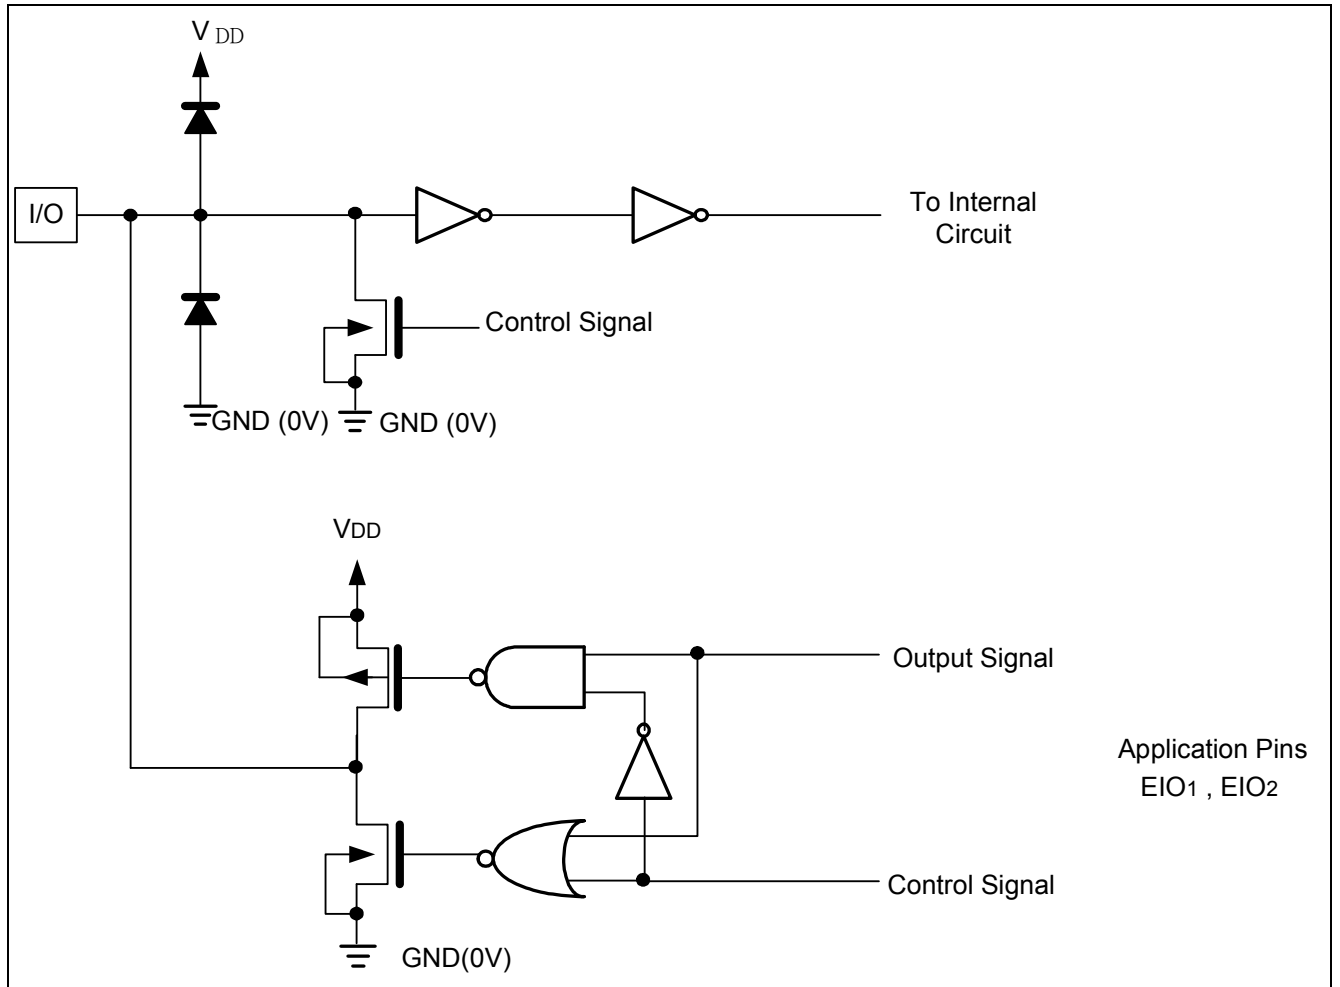 V DD
I/O
To Internal
Circuit
Control Signal
GND (0V)
GND (0V)
VDD
Output Signal
Application Pins
EIO1 , EIO2
Control Signal
GND(0V)